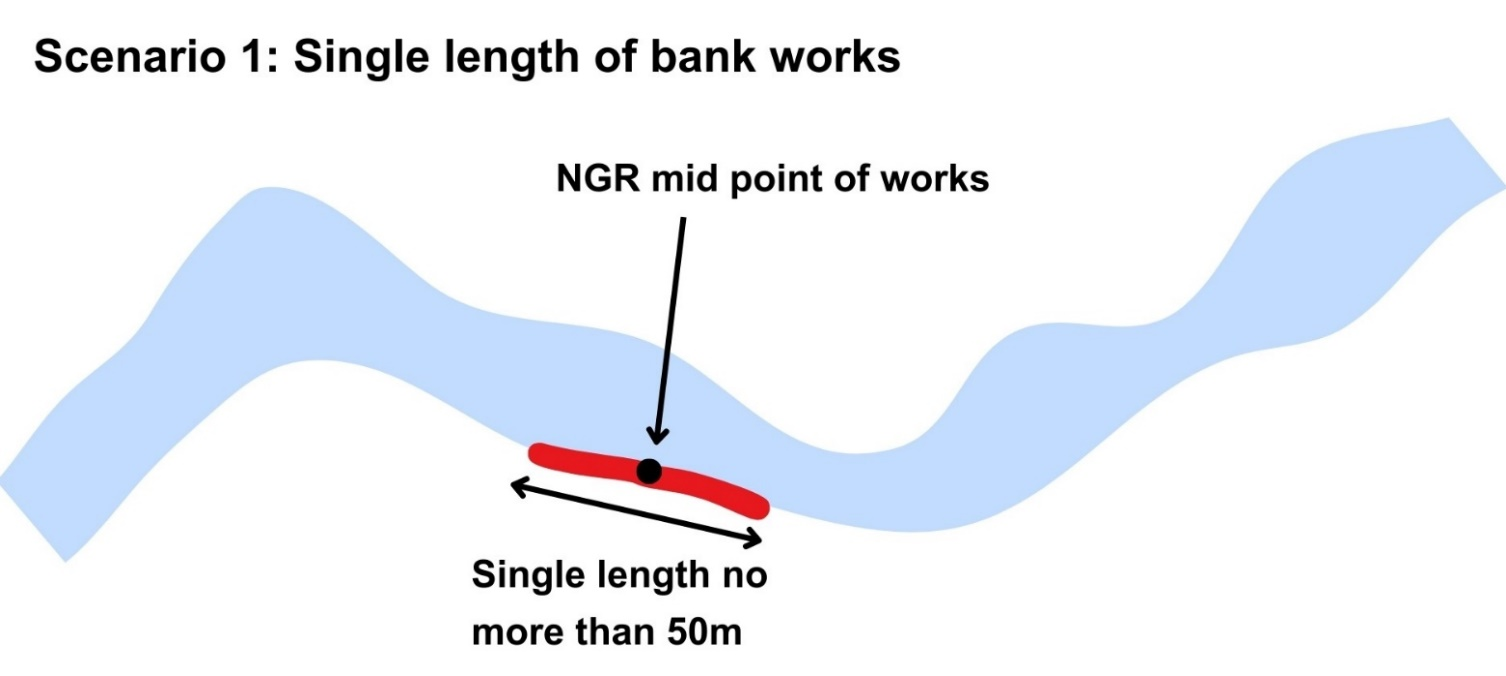 Scenario 1: Single length of bank works
NGR mid point of works
Single length no
more than 50m